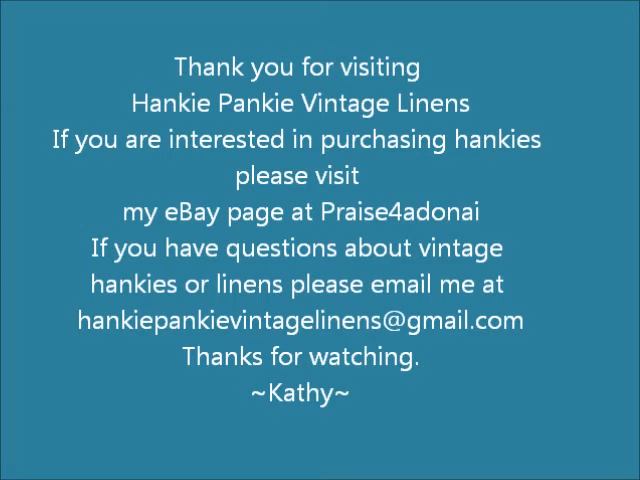 Thank you for visiting
Hankie Pankie Vintage Linens
If you are interested in purchasing hankies
please visit
my eBay page at Praise4adonai
If you have questions about vintage
hankies or linens please email me at
hankiepankievintagelinens@gmail.com
Thanks for watching.
~Kathy~